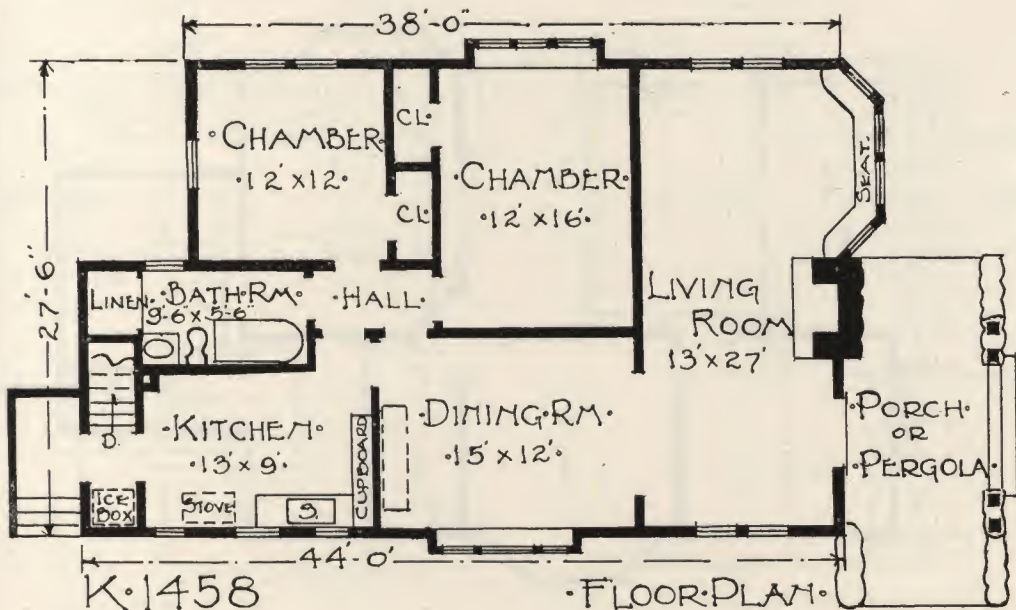 38'-0"
27'-6"
·CHAMBER·
·12'x12·
CL.
CL.
·CHAMBER·
·12'x16'·
SEAT.
LINEN·
·BATH·RM·
9'-6"x5'-6"
·HALL·
LIVING
ROOM
13'x27'
D.
·KITCHEN·
·13'x9'·
CUPBOARD
·DINING·RM·
·15'x12'·
·PORCH·
OR
·PERGOLA·
ICE
BOX
STOVE
S.
44'-0'
K·1458
·FLOOR·PLAN·